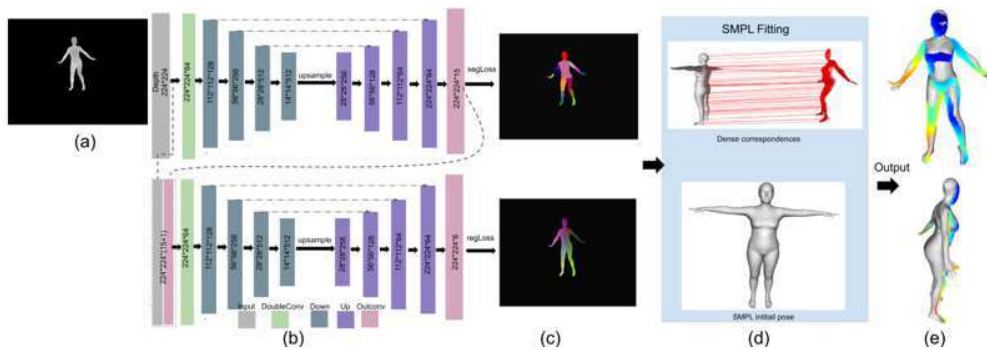 Depth
224*224
224*224*64
112*112*128
56*56*256
28*28*512
14*14*512
upsample
28*28*256
56*56*128
112*112*64
224*224*64
224*224*15
segLoss
(a)
224*224*(15+1)
224*224*64
112*112*128
56*56*256
28*28*512
14*14*512
upsample
28*28*256
56*56*128
112*112*64
224*224*64
regLoss
Input
DoubleConv
Down
Up
Outconv
(b)
(c)
SMPL Fitting
Dense correspondences
SMPL intitall pose
(d)
Output
(e)